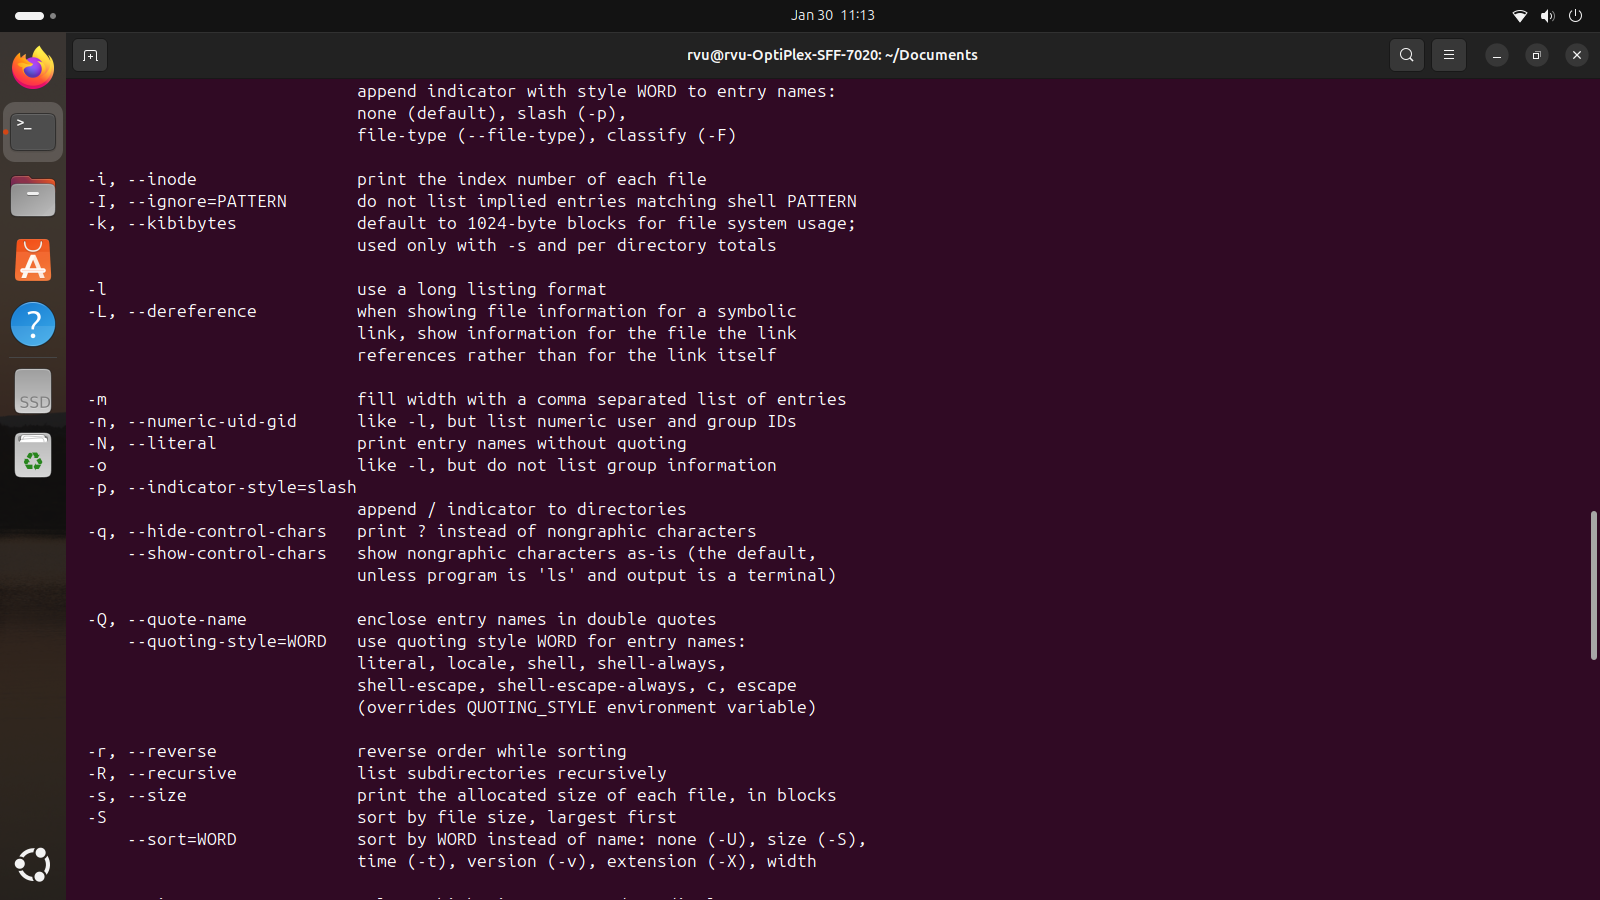 Jan 30 11:13
rvu@rvu-OptiPlex-SFF-7020: ~/Documents
append indicator with style WORD to entry names:
none (default), slash (-p),
file-type (--file-type), classify (-F)
-i, --inode print the index number of each file
-I, --ignore=PATTERN do not list implied entries matching shell PATTERN
-k, --kibibytes default to 1024-byte blocks for file system usage;
used only with -s and per directory totals
-l use a long listing format
-L, --dereference when showing file information for a symbolic
link, show information for the file the link
references rather than for the link itself
-m fill width with a comma separated list of entries
-n, --numeric-uid-gid like -l, but list numeric user and group IDs
-N, --literal print entry names without quoting
-o like -l, but do not list group information
-p, --indicator-style=slash
append / indicator to directories
-q, --hide-control-chars print ? instead of nongraphic characters
--show-control-chars show nongraphic characters as-is (the default,
unless program is 'ls' and output is a terminal)
-Q, --quote-name enclose entry names in double quotes
--quoting-style=WORD use quoting style WORD for entry names:
literal, locale, shell, shell-always,
shell-escape, shell-escape-always, c, escape
(overrides QUOTING_STYLE environment variable)
-r, --reverse reverse order while sorting
-R, --recursive list subdirectories recursively
-s, --size print the allocated size of each file, in blocks
-S sort by file size, largest first
--sort=WORD sort by WORD instead of name: none (-U), size (-S),
time (-t), version (-v), extension (-X), width
>_
?
SSD